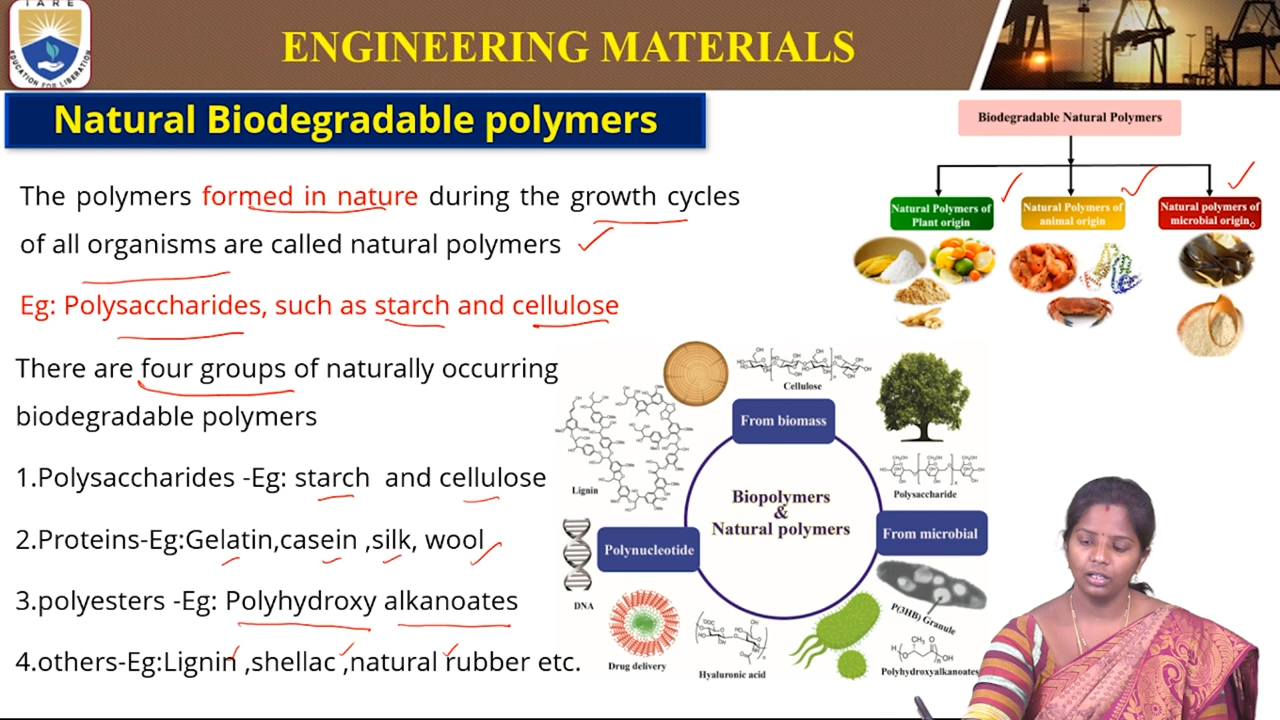 IARE
EDUCATION FOR LIBERATION
ENGINEERING MATERIALS
Natural Biodegradable polymers
The polymers formed in nature during the growth cycles
of all organisms are called natural polymers
Eg: Polysaccharides, such as starch and cellulose
There are four groups of naturally occurring
biodegradable polymers
1.Polysaccharides -Eg: starch and cellulose
2.Proteins-Eg:Gelatin,casein ,silk, wool
3.polyesters -Eg: Polyhydroxy alkanoates
4.others-Eg:Lignin ,shellac ,natural rubber etc.
Biodegradable Natural Polymers
Natural Polymers of
Plant origin
Natural Polymers of
animal origin
Natural polymers of
microbial origin
Cellulose
From biomass
Lignin
Polysaccharide
Biopolymers
&
Natural polymers
From microbial
Polynucleotide
DNA
P(3HB) Granule
Drug delivery
Hyaluronic acid
Polyhydroxyalkanoates